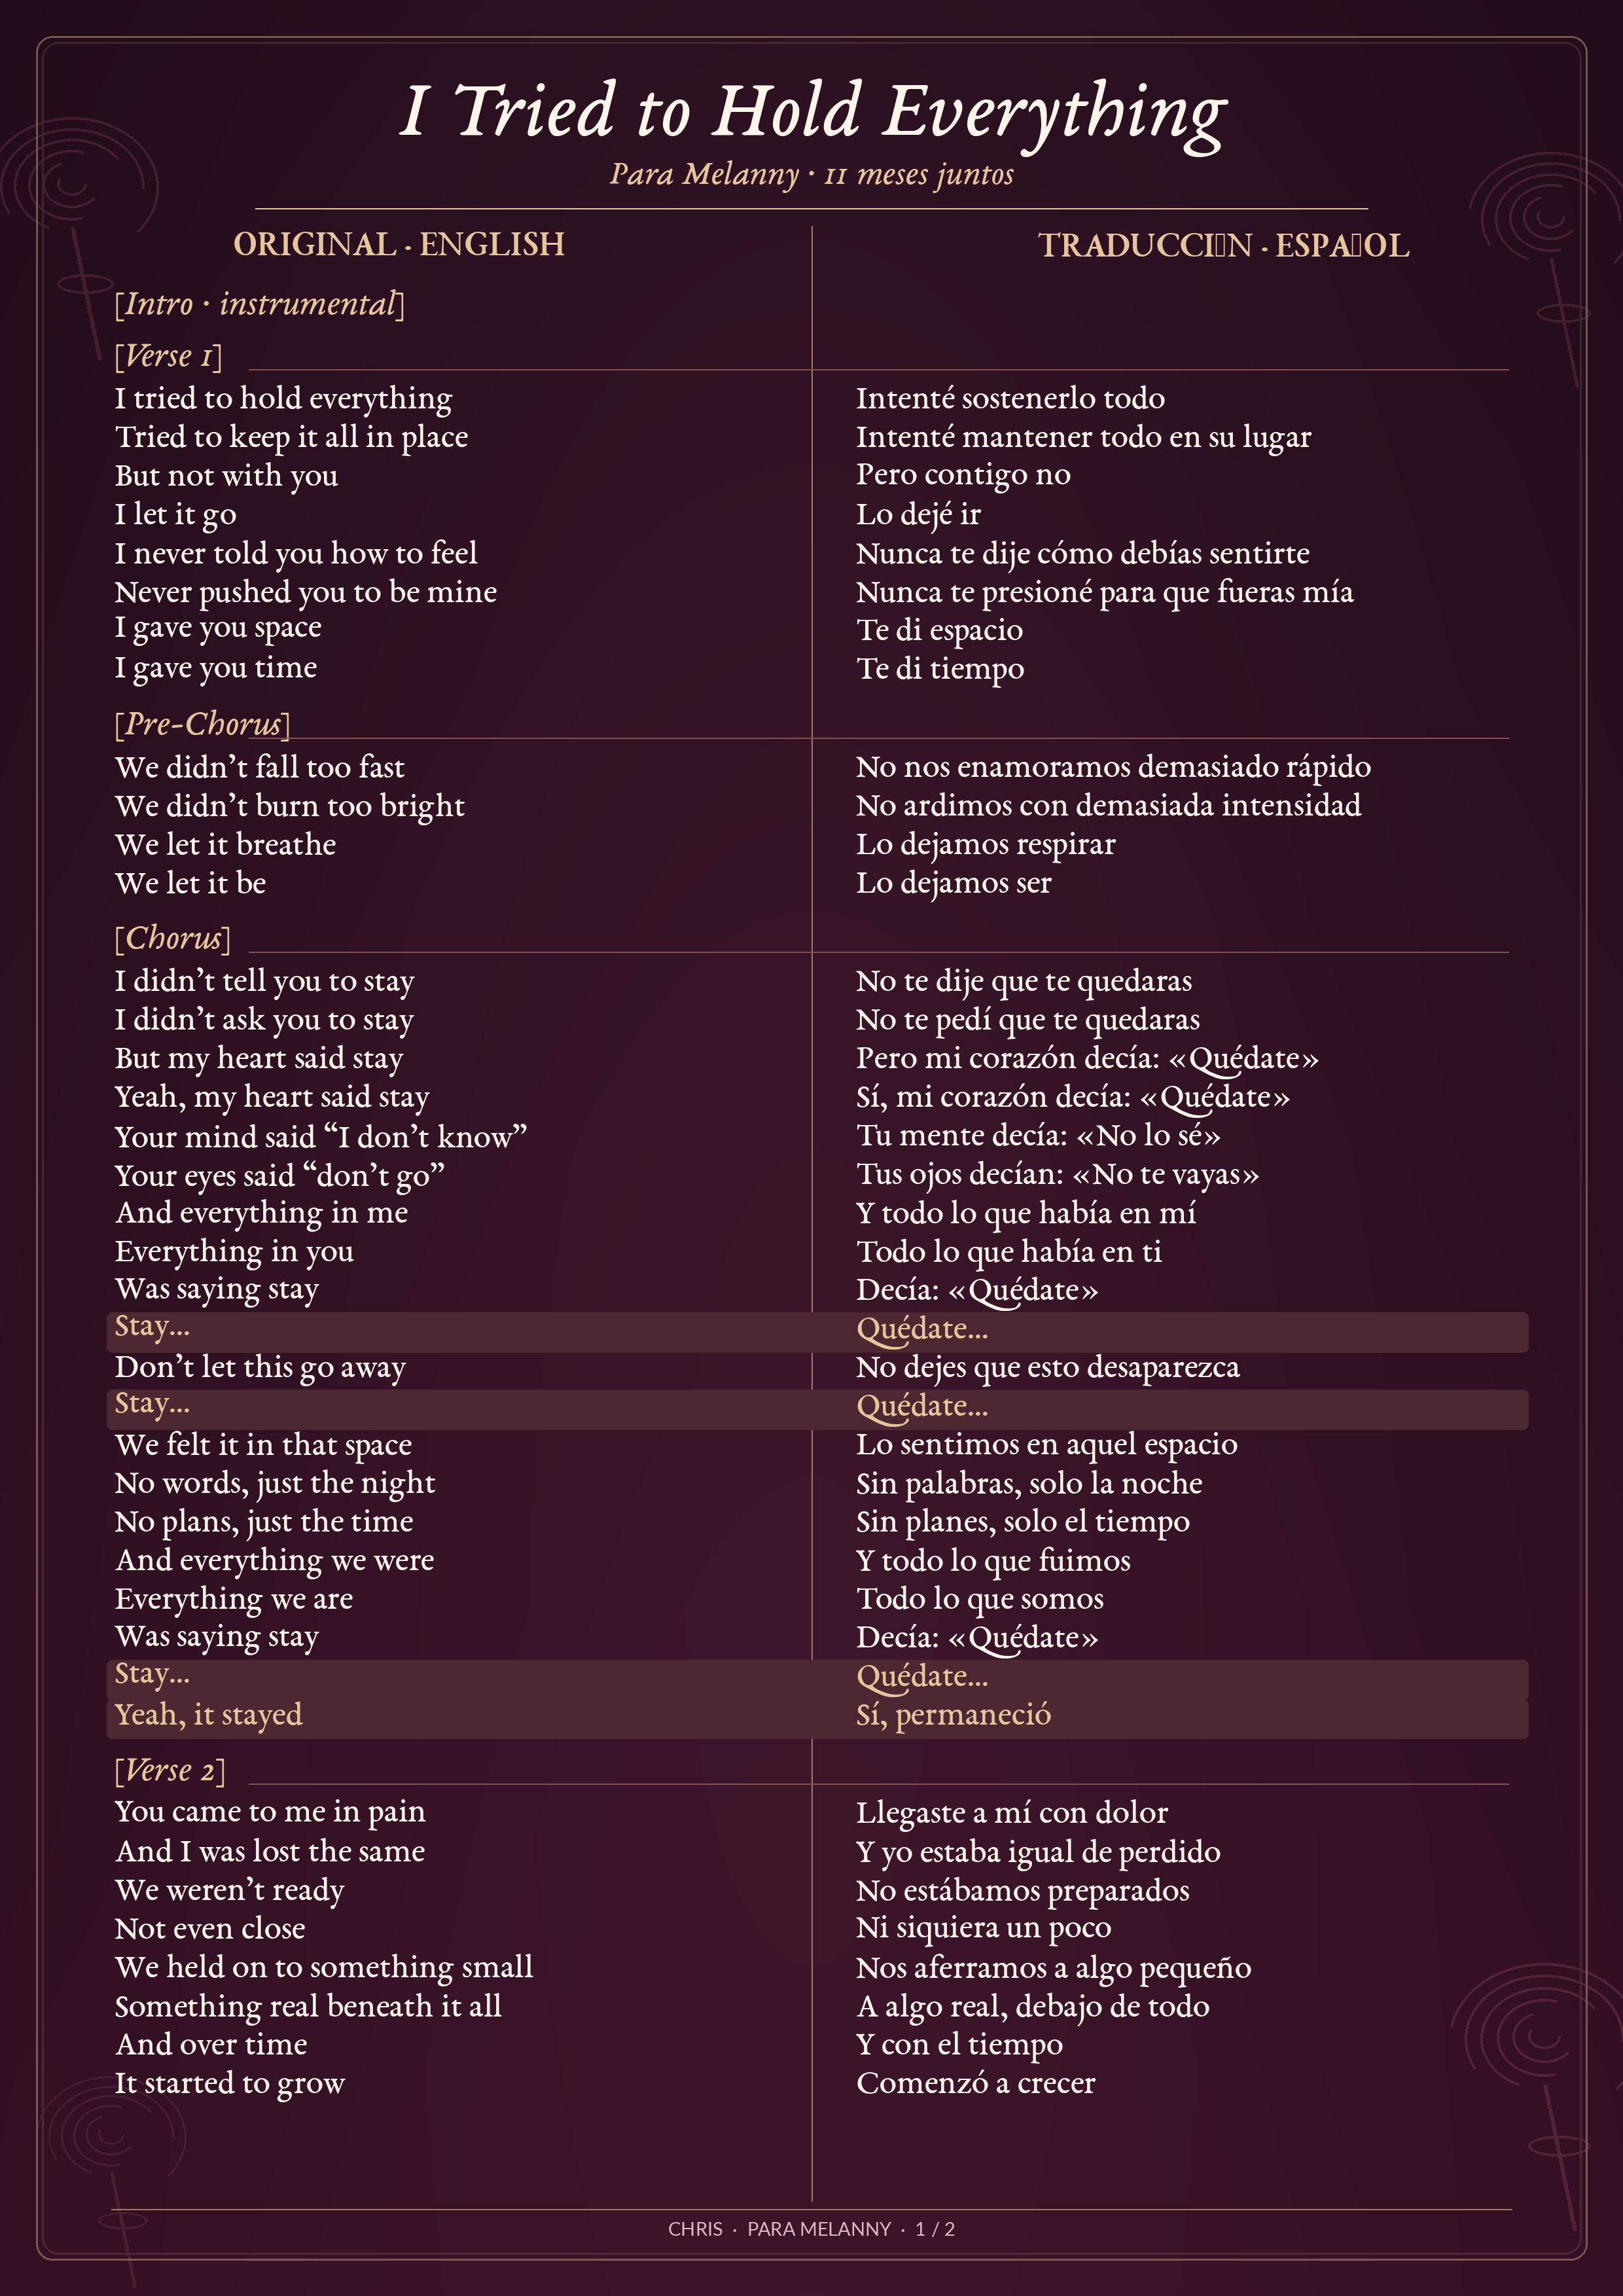 I Tried to Hold Everything
Para Melanny · 11 meses juntos
ORIGINAL · ENGLISH
[Intro · instrumental]
[Verse 1]
I tried to hold everything
Tried to keep it all in place
But not with you
I let it go
I never told you how to feel
Never pushed you to be mine
I gave you space
I gave you time
[Pre-Chorus]
We didn’t fall too fast
We didn’t burn too bright
We let it breathe
We let it be
[Chorus]
I didn’t tell you to stay
I didn’t ask you to stay
But my heart said stay
Yeah, my heart said stay
Your mind said “I don’t know”
Your eyes said “don’t go”
And everything in me
Everything in you
Was saying stay
Stay…
Don’t let this go away
Stay…
We felt it in that space
No words, just the night
No plans, just the time
And everything we were
Everything we are
Was saying stay
Stay…
Yeah, it stayed
[Verse 2]
You came to me in pain
And I was lost the same
We weren’t ready
Not even close
We held on to something small
Something real beneath it all
And over time
It started to grow
TRADUCCI▯N · ESPA▯OL
Intenté sostenerlo todo
Intenté mantener todo en su lugar
Pero contigo no
Lo dejé ir
Nunca te dije cómo debías sentirte
Nunca te presioné para que fueras mía
Te di espacio
Te di tiempo
No nos enamoramos demasiado rápido
No ardimos con demasiada intensidad
Lo dejamos respirar
Lo dejamos ser
No te dije que te quedaras
No te pedí que te quedaras
Pero mi corazón decía: «Quédate»
Sí, mi corazón decía: «Quédate»
Tu mente decía: «No lo sé»
Tus ojos decían: «No te vayas»
Y todo lo que había en mí
Todo lo que había en ti
Decía: «Quédate»
Quédate…
No dejes que esto desaparezca
Quédate…
Lo sentimos en aquel espacio
Sin palabras, solo la noche
Sin planes, solo el tiempo
Y todo lo que fuimos
Todo lo que somos
Decía: «Quédate»
Quédate…
Sí, permaneció
Llegaste a mí con dolor
Y yo estaba igual de perdido
No estábamos preparados
Ni siquiera un poco
Nos aferramos a algo pequeño
A algo real, debajo de todo
Y con el tiempo
Comenzó a crecer
CHRIS · PARA MELANNY · 1 / 2